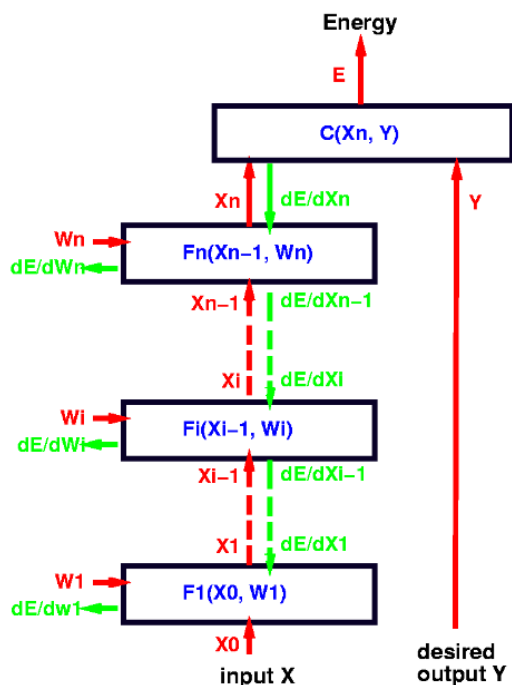 Energy
E
C(Xn, Y)
Xn
dE/dXn
Y
Wn
dE/dWn
Fn(Xn−1, Wn)
Xn−1
dE/dXn−1
Xi
dE/dXi
Wi
dE/dWi
Fi(Xi−1, Wi)
Xi−1
dE/dXi−1
X1
dE/dX1
W1
dE/dw1
F1(X0, W1)
X0
input X
desired
output Y